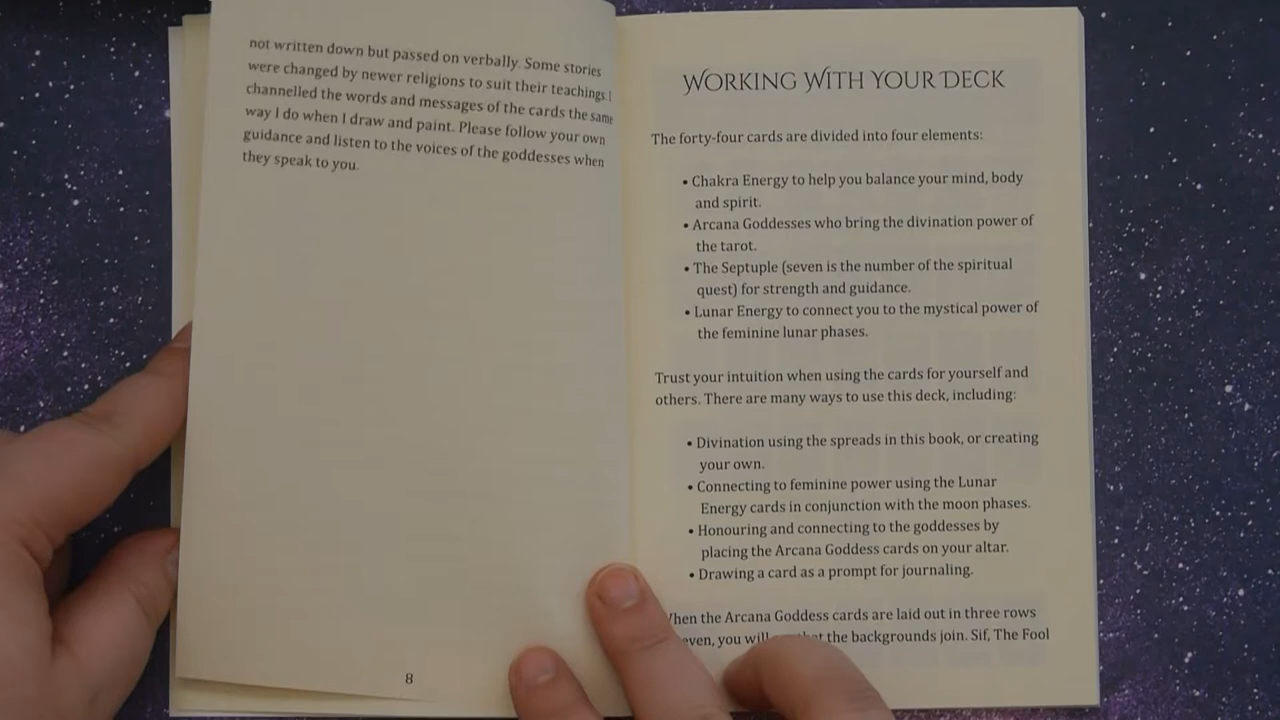 not written down but passed on verbally. Some stories
were changed by newer religions to suit their teachings. I
channelled the words and messages of the cards the same
way I do when I draw and paint. Please follow your own
guidance and listen to the voices of the goddesses when
they speak to you.
8
WORKING WITH YOUR DECK
The forty-four cards are divided into four elements:
• Chakra Energy to help you balance your mind, body
and spirit.
• Arcana Goddesses who bring the divination power of
the tarot.
• The Septuple (seven is the number of the spiritual
quest) for strength and guidance.
• Lunar Energy to connect you to the mystical power of
the feminine lunar phases.
Trust your intuition when using the cards for yourself and
others. There are many ways to use this deck, including:
• Divination using the spreads in this book, or creating
your own.
• Connecting to feminine power using the Lunar
Energy cards in conjunction with the moon phases.
• Honouring and connecting to the goddesses by
placing the Arcana Goddess cards on your altar.
• Drawing a card as a prompt for journaling.
When the Arcana Goddess cards are laid out in three rows
you will that the backgrounds join. Sif, The Fool